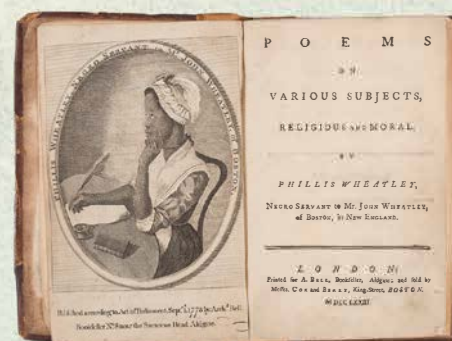 PHILLIS WHEATLEY, NEGRO SERVANT to Mr. JOHN WHEATLEY, of BOSTON.
Published according to Act of Parliament, Sept.r 1, 1773 by Arch.d Bell,
Bookseller N.o 8 near the Saracens Head Aldgate.
POEMS
ON
VARIOUS SUBJECTS,
RELIGIOUS AND MORAL.
BY
PHILLIS WHEATLEY,
NEGRO SERVANT to Mr. JOHN WHEATLEY,
of BOSTON, in NEW ENGLAND.
LONDON:
Printed for A. BELL, Bookseller, Aldgate; and sold by
Messrs. COX and BERRY, King-Street, BOSTON.
MDCCLXXIII.